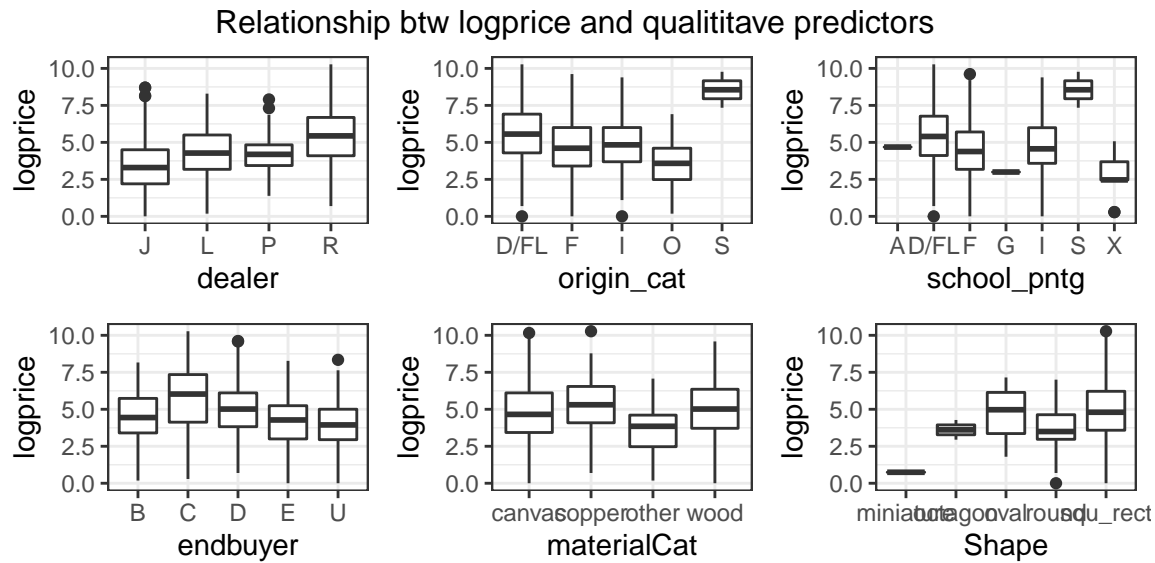 Relationship btw logprice and qualititave predictors
logprice
10.0
7.5
5.0
2.5
0.0
J L P R
dealer
logprice
10.0
7.5
5.0
2.5
0.0
D/FL F I O S
origin_cat
logprice
10.0
7.5
5.0
2.5
0.0
A D/FL F G I S X
school_pntg
logprice
10.0
7.5
5.0
2.5
0.0
B C D E U
endbuyer
logprice
10.0
7.5
5.0
2.5
0.0
canvas copper other wood
materialCat
logprice
10.0
7.5
5.0
2.5
0.0
miniature octagon oval round squ_rect
Shape